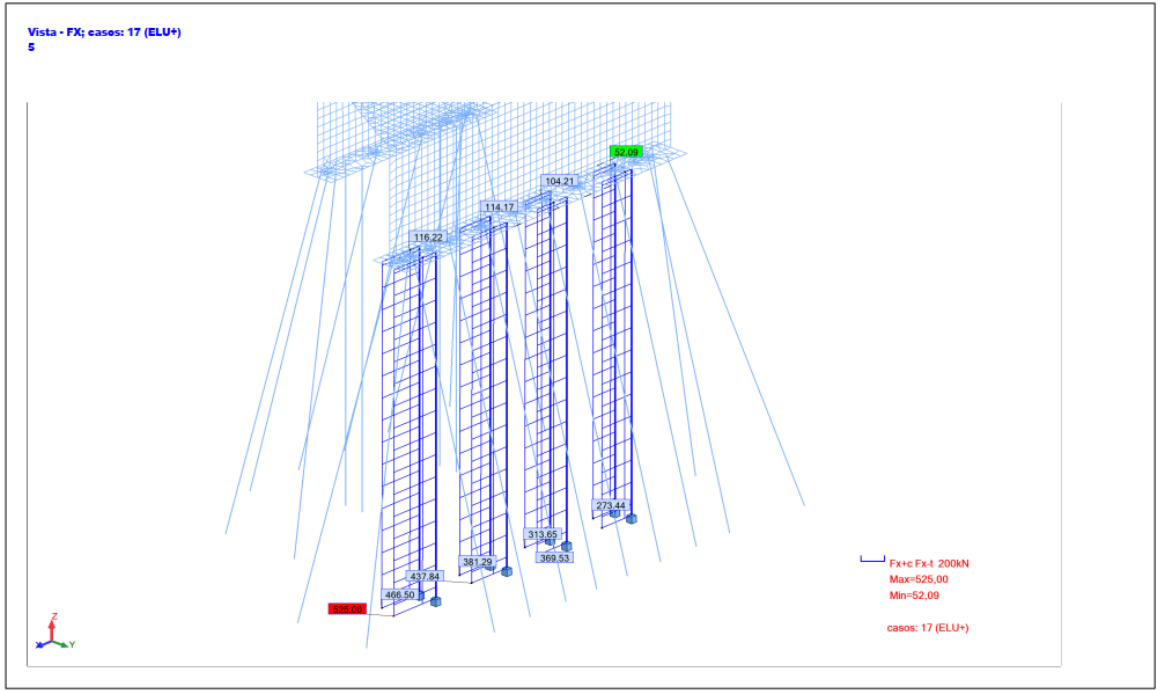 Vista - FX; casos: 17 (ELU+)
5
52,09
104,21
114,17
116,22
273,44
313,65
369,53
381,29
437,84
466,50
525,00
Fx+c Fx-t 200kN
Max=525,00
Min=52,09
casos: 17 (ELU+)
Z
X
Y